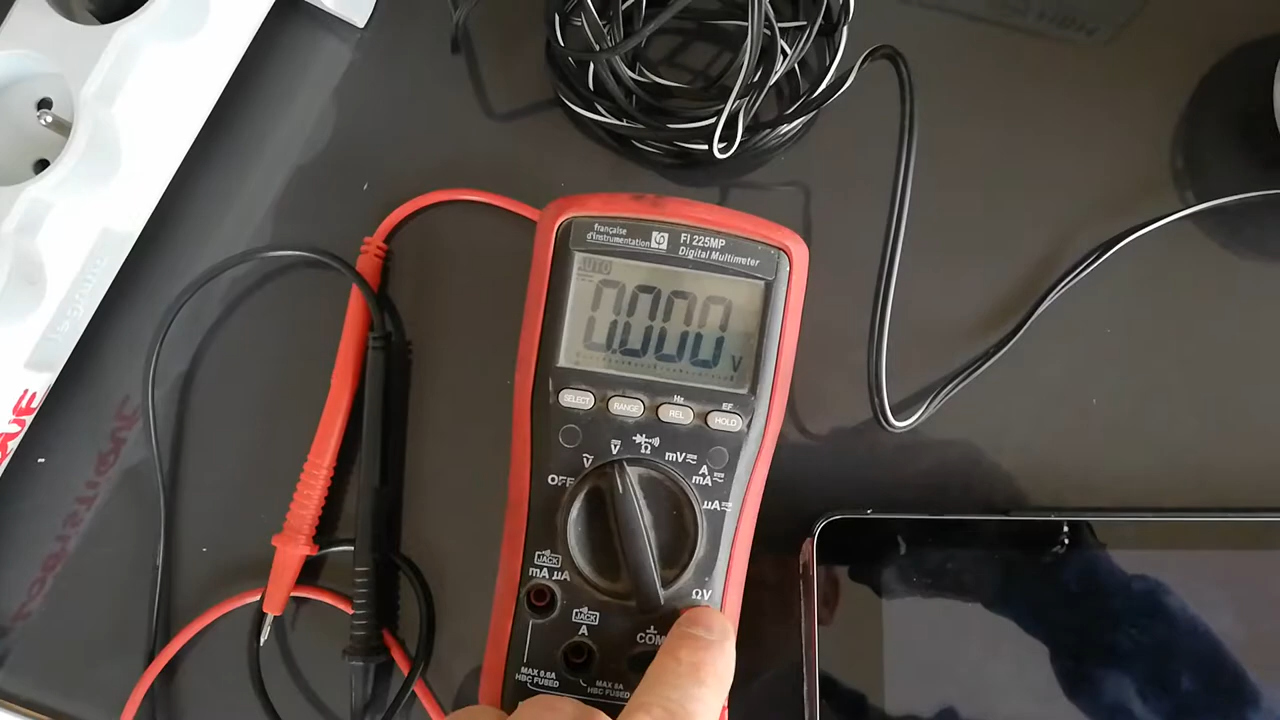 française
d'Instrumentation
FI 225MP
Digital Multimeter
AUTO
0.000 V
SELECT
RANGE
Hz
REL
EF
HOLD
OFF
V
V
Ω
mV
A
mA
µA
JACK
mA µA
ΩV
JACK
A
COM
MAX 0.6A
HBC FUSED
MAX 8A
HBC FUSED